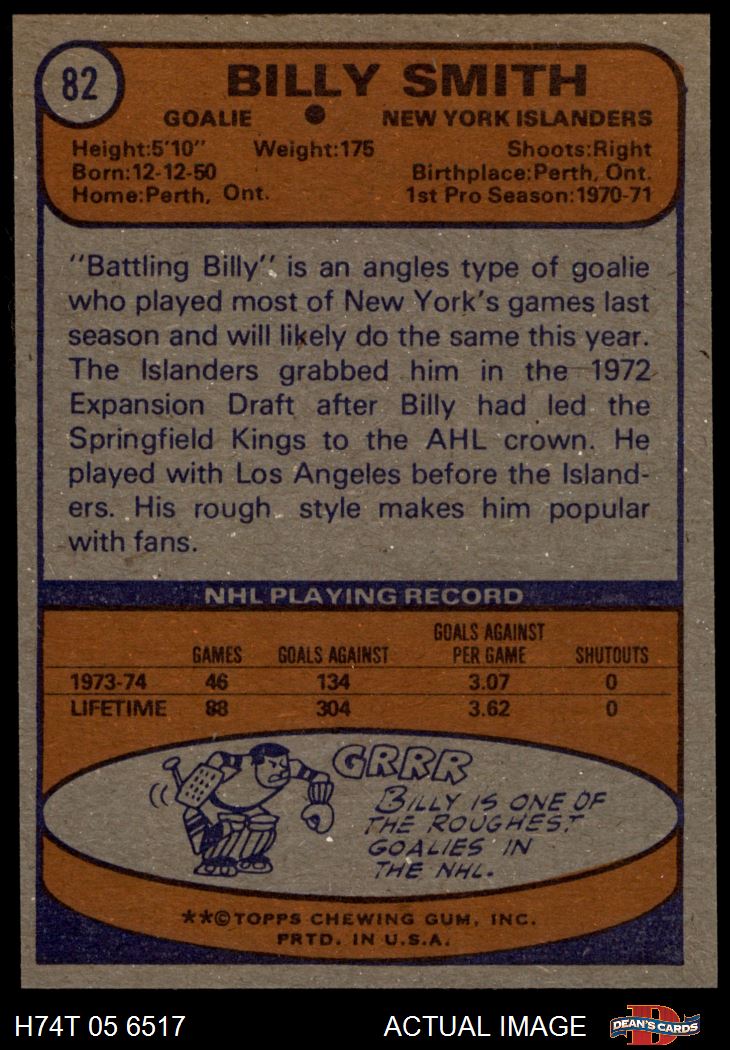 82
BILLY SMITH
GOALIE ● NEW YORK ISLANDERS
Height:5'10" Weight:175 Shoots:Right
Born:12-12-50 Birthplace:Perth, Ont.
Home:Perth, Ont. 1st Pro Season:1970-71
"Battling Billy" is an angles type of goalie
who played most of New York's games last
season and will likely do the same this year.
The Islanders grabbed him in the 1972
Expansion Draft after Billy had led the
Springfield Kings to the AHL crown. He
played with Los Angeles before the Island-
ers. His rough style makes him popular
with fans.
NHL PLAYING RECORD
GAMES GOALS AGAINST GOALS AGAINST PER GAME SHUTOUTS
1973-74 46 134 3.07 0
LIFETIME 88 304 3.62 0
GRRR
BILLY IS ONE OF
THE ROUGHEST
GOALIES IN
THE NHL.
**©TOPPS CHEWING GUM, INC.
PRTD. IN U.S.A.
H74T 05 6517 ACTUAL IMAGE
D
DEAN'S CARDS